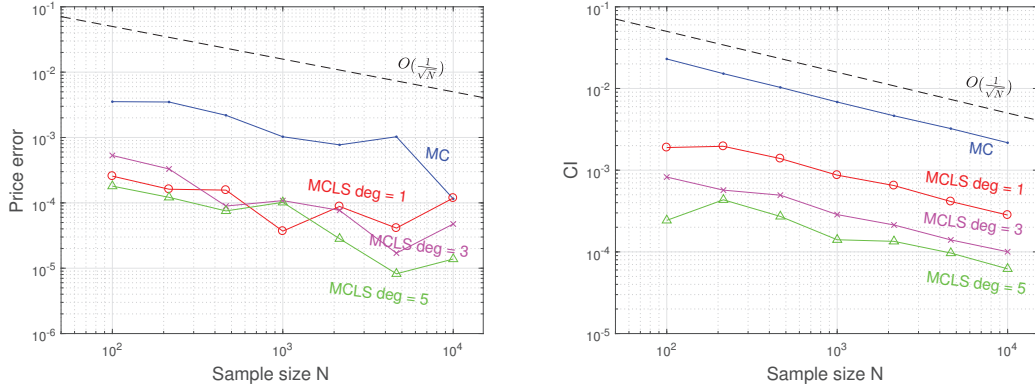 10^-1
10^-2
10^-3
10^-4
10^-5
10^-6
Price error
O(1/√N)
MC
MCLS deg = 1
MCLS deg = 3
MCLS deg = 5
10^2
10^3
10^4
Sample size N
10^-1
10^-2
10^-3
10^-4
10^-5
CI
O(1/√N)
MC
MCLS deg = 1
MCLS deg = 3
MCLS deg = 5
10^2
10^3
10^4
Sample size N